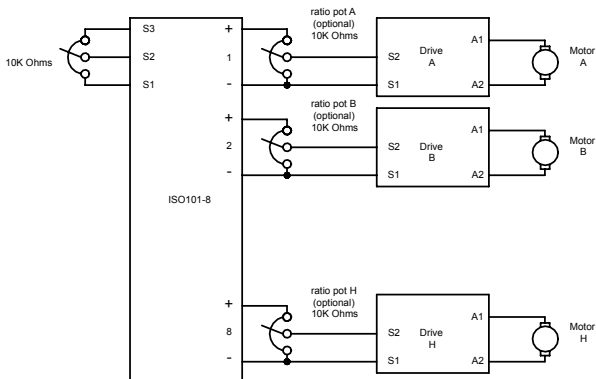 10K Ohms
S3
S2
S1
ISO101-8
+
1
-
ratio pot A
(optional)
10K Ohms
S2
S1
Drive
A
A1
A2
Motor
A
+
2
-
ratio pot B
(optional)
10K Ohms
S2
S1
Drive
B
A1
A2
Motor
B
+
8
-
ratio pot H
(optional)
10K Ohms
S2
S1
Drive
H
A1
A2
Motor
H